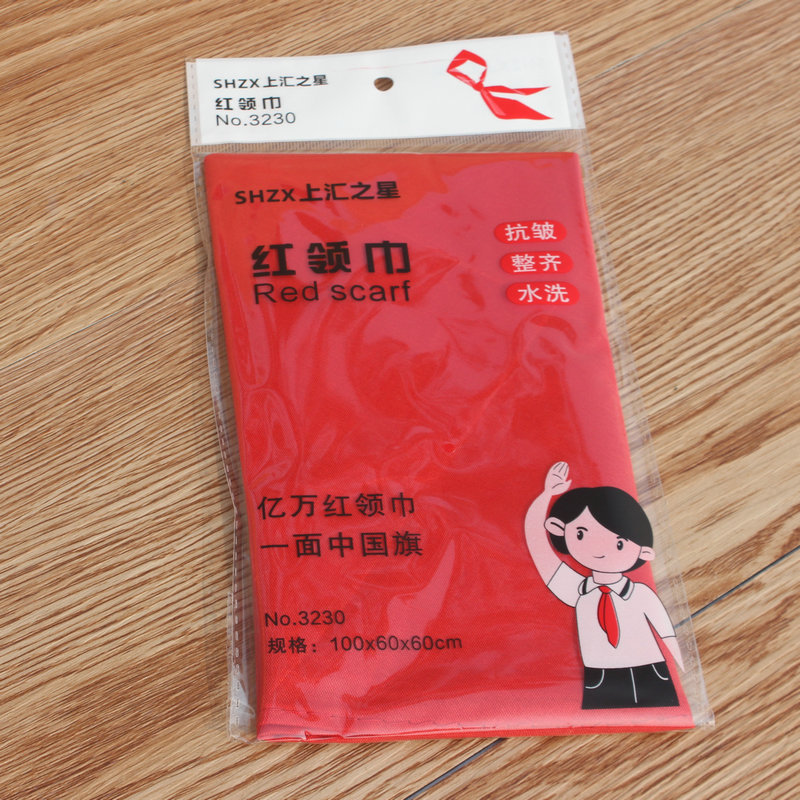 SHZX上汇之星
红领巾
No.3230
SHZX上汇之星
红领巾
Red scarf
抗皱
整齐
水洗
亿万红领巾
一面中国旗
No.3230
规格：100x60x60cm